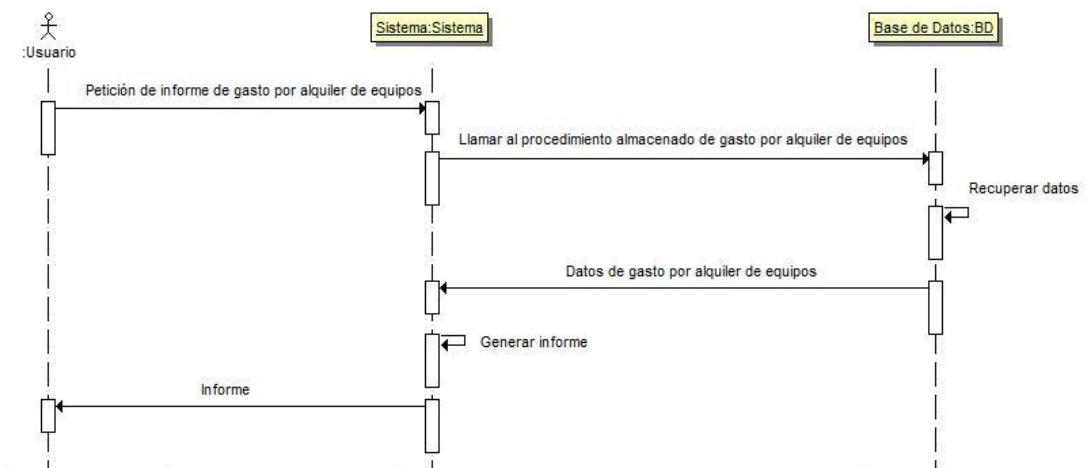 :Usuario
Sistema:Sistema
Base de Datos:BD
Petición de informe de gasto por alquiler de equipos
Llamar al procedimiento almacenado de gasto por alquiler de equipos
Recuperar datos
Datos de gasto por alquiler de equipos
Generar informe
Informe